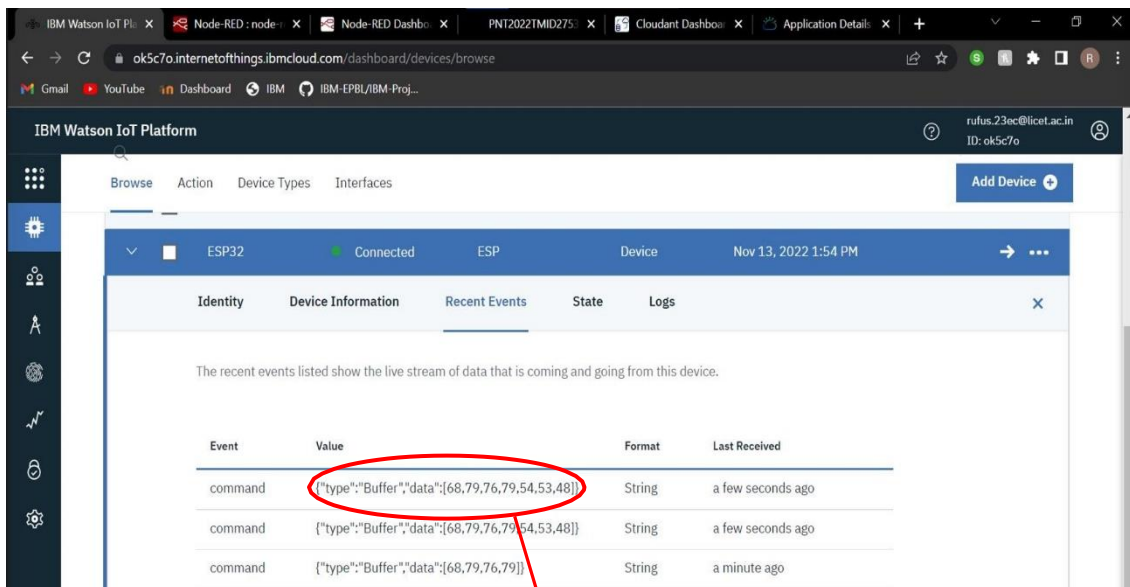 IBM Watson IoT Pla
Node-RED : node-r
Node-RED Dashbo
PNT2022TMID2753
Cloudant Dashboar
Application Details
ok5c7o.internetofthings.ibmcloud.com/dashboard/devices/browse
S
R
Gmail
YouTube
Dashboard
IBM
IBM-EPBL/IBM-Proj...
IBM Watson IoT Platform
rufus.23ec@licet.ac.in
ID: ok5c7o
Browse
Action
Device Types
Interfaces
Add Device
ESP32
Connected
ESP
Device
Nov 13, 2022 1:54 PM
Identity
Device Information
Recent Events
State
Logs
The recent events listed show the live stream of data that is coming and going from this device.
Event
Value
Format
Last Received
command
{"type":"Buffer","data":[68,79,76,79,54,53,48]}
String
a few seconds ago
command
{"type":"Buffer","data":[68,79,76,79,54,53,48]}
String
a few seconds ago
command
{"type":"Buffer","data":[68,79,76,79]}
String
a minute ago